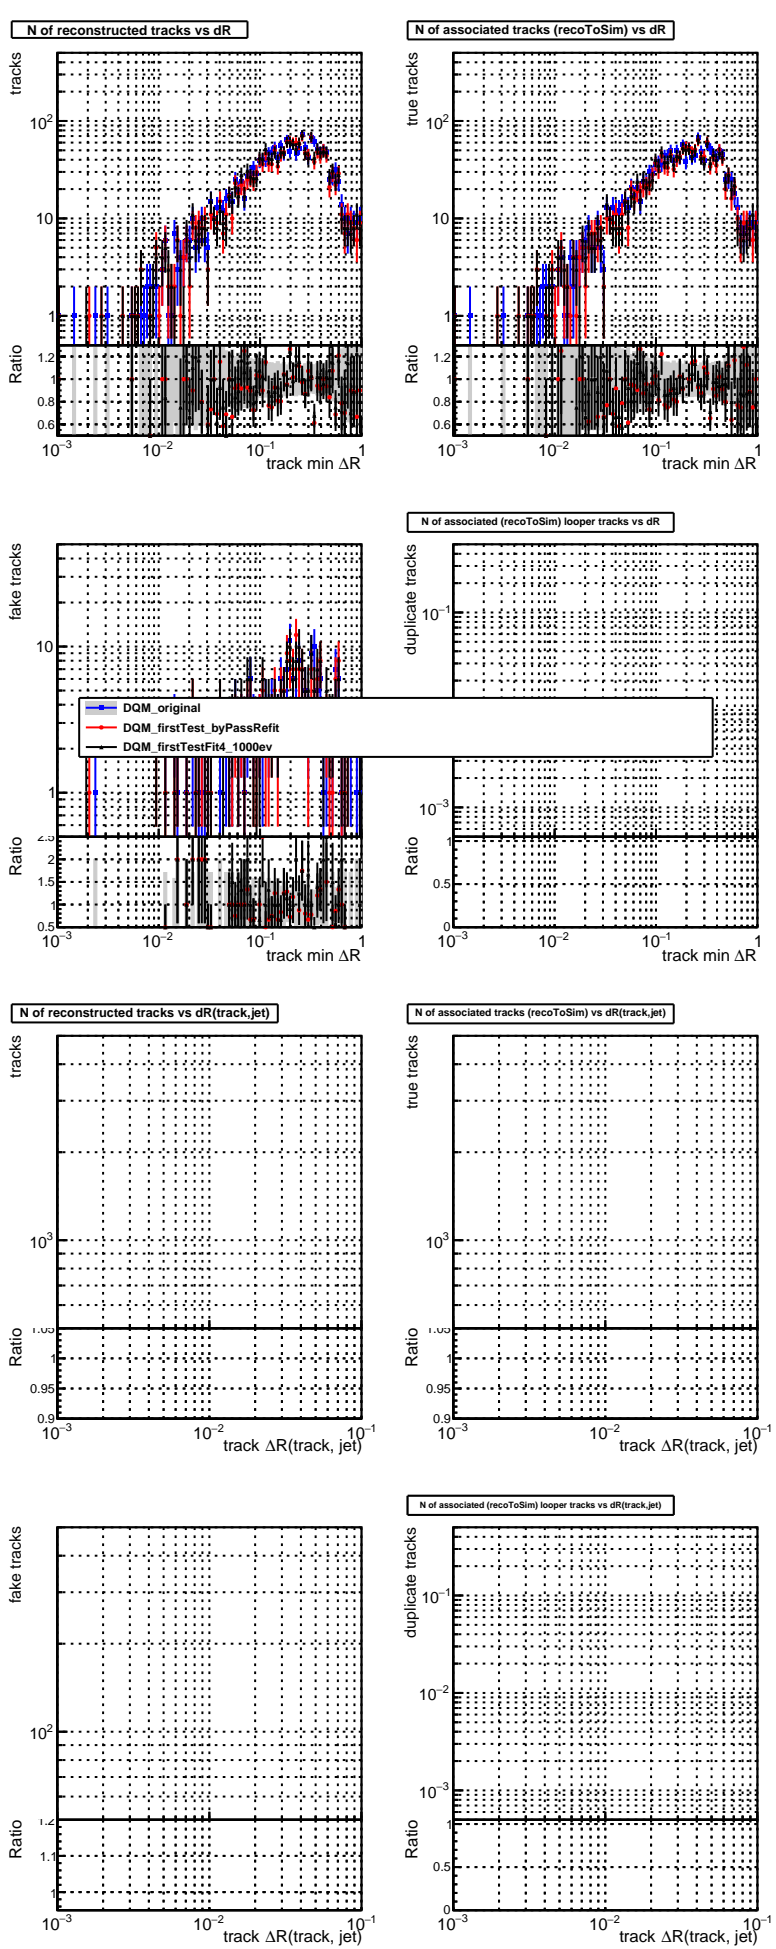 N of reconstructed tracks vs dR
N of associated tracks (recoToSim) vs dR
tracks
10²
10
1
Ratio
1.2
1
0.8
0.6
10⁻³
10⁻²
10⁻¹
1
track min ΔR
true tracks
10²
10
1
Ratio
1.2
1
0.8
0.6
10⁻³
10⁻²
10⁻¹
1
track min ΔR
N of associated (recoToSim) looper tracks vs dR
fake tracks
10
1
Ratio
2.5
2
1.5
1
0.5
10⁻³
10⁻²
10⁻¹
1
track min ΔR
duplicate tracks
10⁻¹
10⁻³
Ratio
1
0.5
0
10⁻³
10⁻²
10⁻¹
1
track min ΔR
DQM_original
DQM_firstTest_byPassRefit
DQM_firstTestFit4_1000ev
N of reconstructed tracks vs dR(track,jet)
N of associated tracks (recoToSim) vs dR(track,jet)
tracks
10³
Ratio
1.05
1
0.95
0.9
10⁻³
10⁻²
10⁻¹
track ΔR(track, jet)
true tracks
10³
Ratio
1.05
1
0.95
0.9
10⁻³
10⁻²
10⁻¹
track ΔR(track, jet)
N of associated (recoToSim) looper tracks vs dR(track,jet)
fake tracks
10²
Ratio
1.2
1.1
1
10⁻³
10⁻²
10⁻¹
track ΔR(track, jet)
duplicate tracks
10⁻¹
10⁻²
10⁻³
Ratio
1
0.5
0
10⁻³
10⁻²
10⁻¹
track ΔR(track, jet)